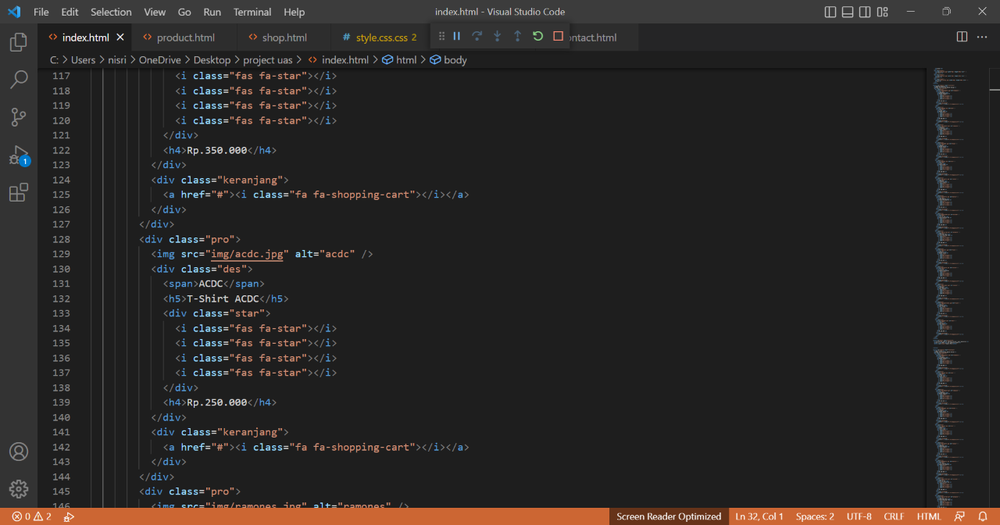 File Edit Selection View Go Run Terminal Help index.html - Visual Studio Code
index.html product.html shop.html # style.css.css 2 ontact.html
C: > Users > nisri > OneDrive > Desktop > project uas > index.html > html > body
117 <i class="fas fa-star"></i>
118 <i class="fas fa-star"></i>
119 <i class="fas fa-star"></i>
120 <i class="fas fa-star"></i>
121 </div>
122 <h4>Rp.350.000</h4>
123 </div>
124 <div class="keranjang">
125 <a href="#"><i class="fa fa-shopping-cart"></i></a>
126 </div>
127 </div>
128 <div class="pro">
129 <img src="img/acdc.jpg" alt="acdc" />
130 <div class="des">
131 <span>ACDC</span>
132 <h5>T-Shirt ACDC</h5>
133 <div class="star">
134 <i class="fas fa-star"></i>
135 <i class="fas fa-star"></i>
136 <i class="fas fa-star"></i>
137 <i class="fas fa-star"></i>
138 </div>
139 <h4>Rp.250.000</h4>
140 </div>
141 <div class="keranjang">
142 <a href="#"><i class="fa fa-shopping-cart"></i></a>
143 </div>
144 </div>
145 <div class="pro">
146 <img src="img/ramones.jpg" alt="ramones" />
1
0 2 Screen Reader Optimized Ln 32, Col 1 Spaces: 2 UTF-8 CRLF HTML